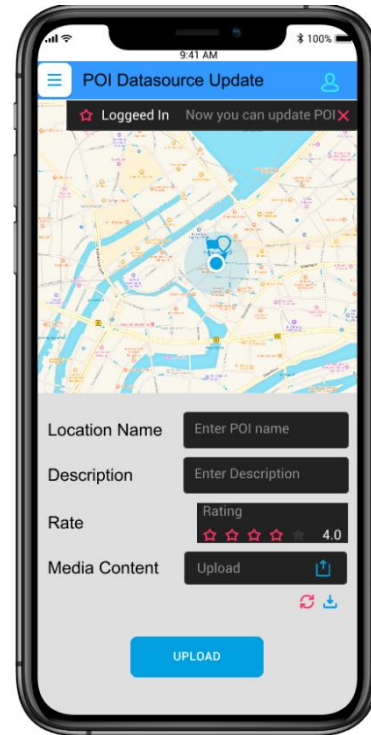 100%
9:41 AM
POI Datasource Update
Loggeed In Now you can update POI
Location Name Enter POI name
Description Enter Description
Rating
Rate 4.0
Media Content Upload
UPLOAD